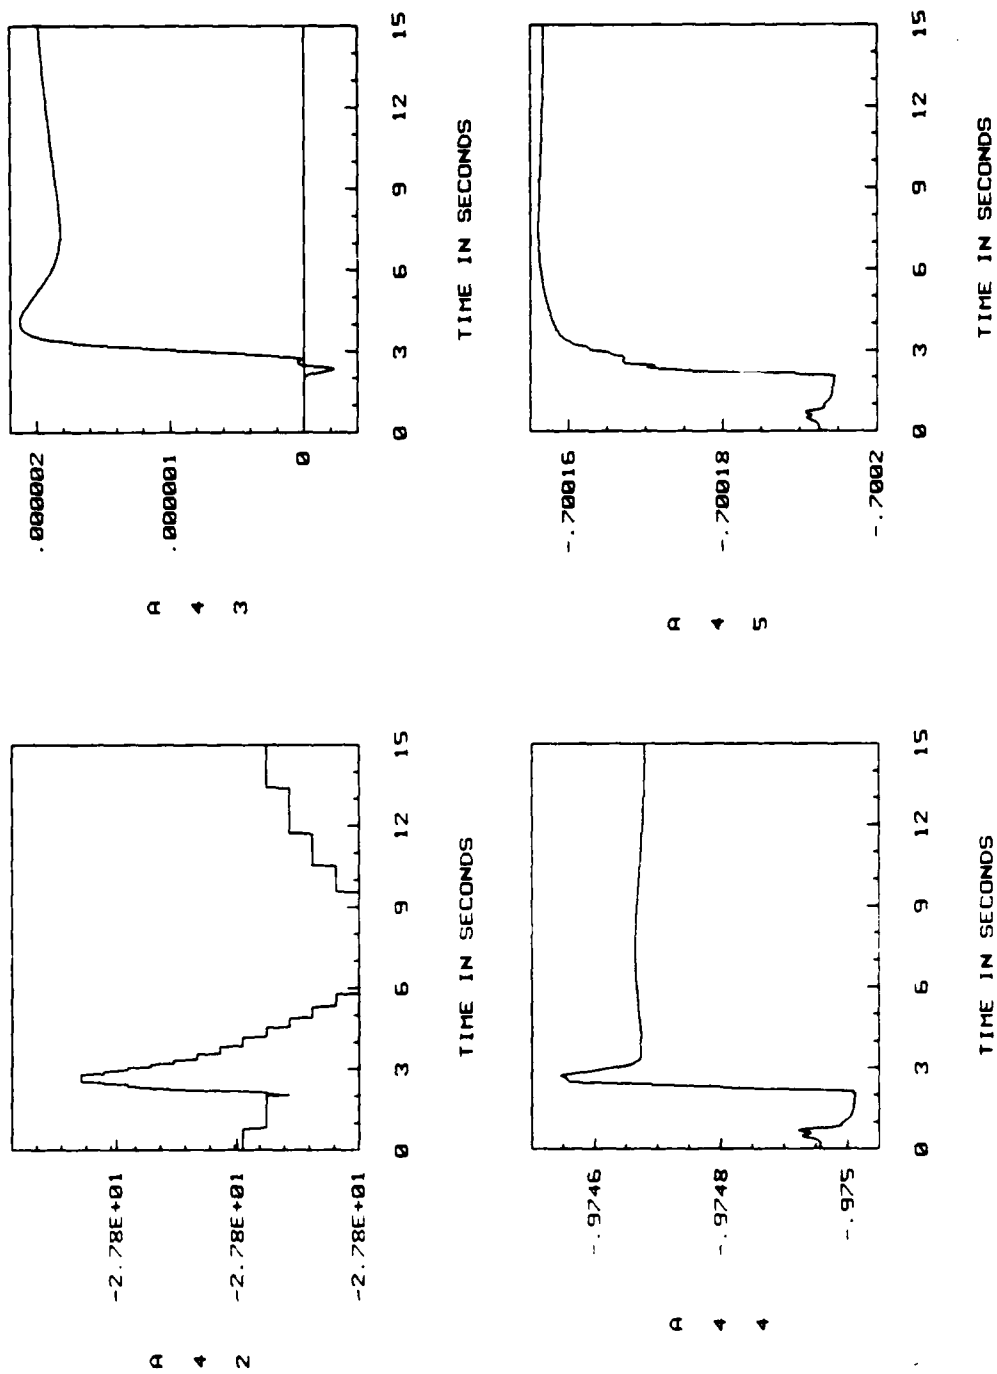 A
4
2
-2.78E+01
-2.78E+01
-2.78E+01
0 3 6 9 12 15
TIME IN SECONDS
A
4
3
.0000002
.0000001
0
0 3 6 9 12 15
TIME IN SECONDS
A
4
4
-.9746
-.9748
-.975
0 3 6 9 12 15
TIME IN SECONDS
A
4
5
-.70016
-.70018
-.7002
0 3 6 9 12 15
TIME IN SECONDS